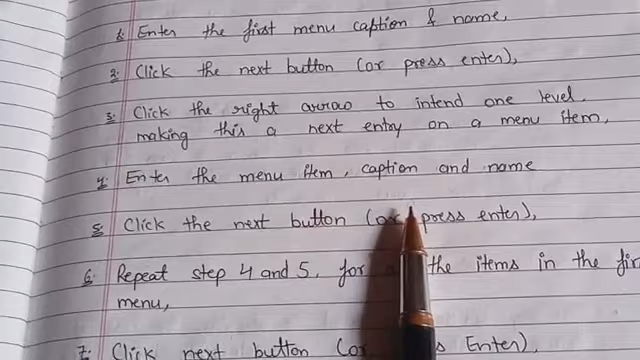 1. Enter the first menu caption & name.
2. Click the next button (or press enter),
3. Click the right arrao to intend one level.
making this a next entry on a menu item.
4. Enter the menu item, caption and name
5. Click the next button (or press enter),
6. Repeat step 4 and 5, for the items in the
menu,
7. Click next button (or Enter),